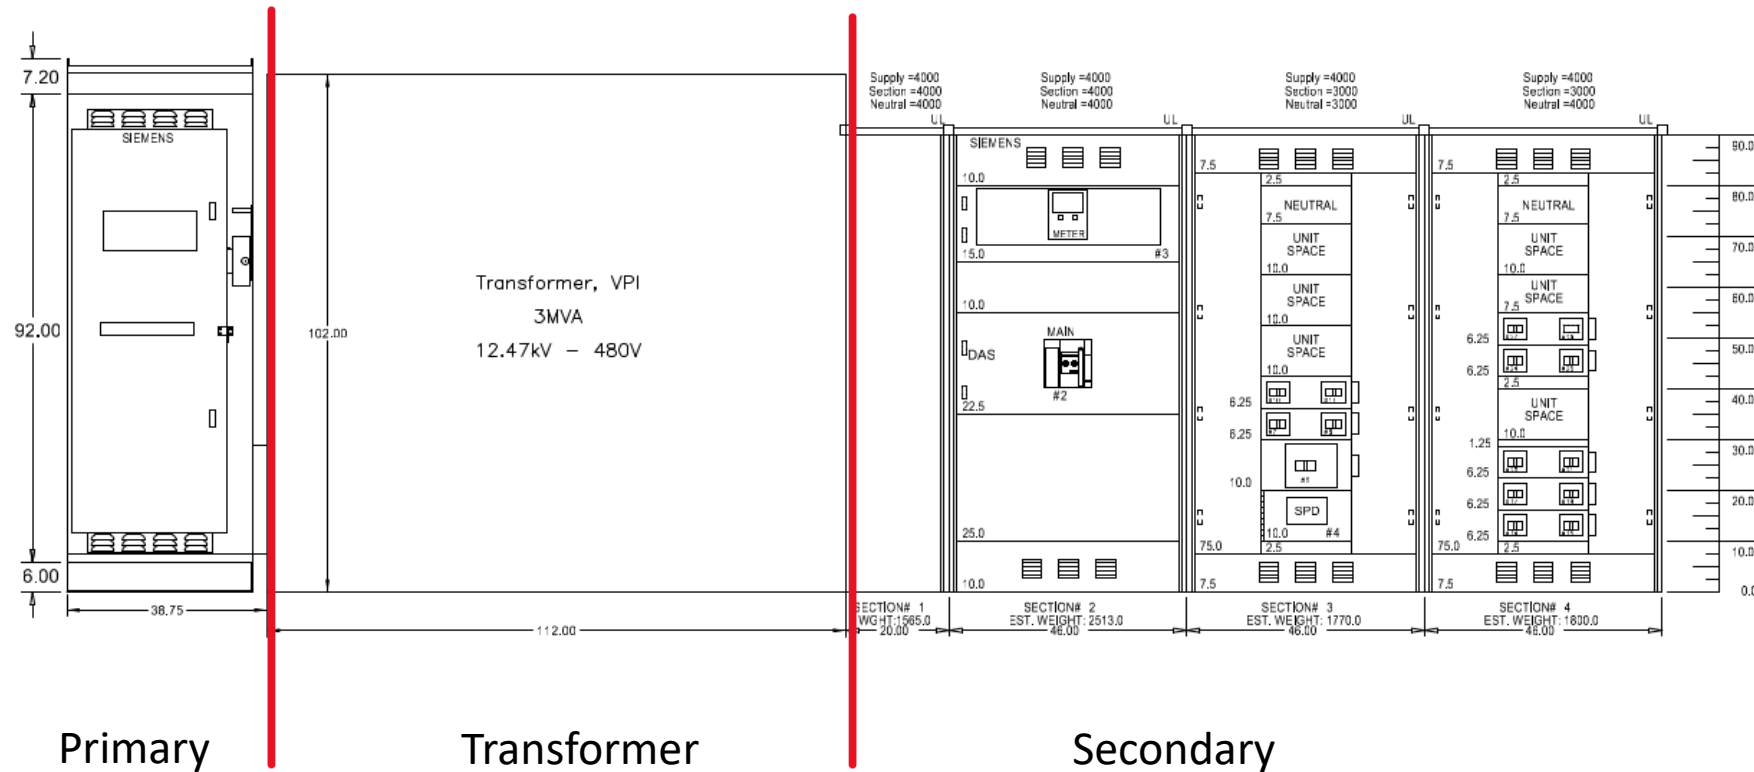 7.20
92.00
6.00
38.75
SIEMENS
102.00
Transformer, VPI
3MVA
12.47kV – 480V
112.00
Supply =4000
Section =4000
Neutral =4000
UL
Supply =4000
Section =4000
Neutral =4000
UL
Supply =4000
Section =3000
Neutral =3000
UL
Supply =4000
Section =3000
Neutral =4000
UL
SIEMENS
10.0
METER
15.0
#3
10.0
MAIN
DAS
#2
22.5
25.0
10.0
7.5
2.5
NEUTRAL
7.5
UNIT
SPACE
10.0
UNIT
SPACE
10.0
UNIT
SPACE
10.0
6.25
6.25
10.0
SPD
10.0
#4
75.0
2.5
7.5
7.5
2.5
NEUTRAL
7.5
UNIT
SPACE
10.0
UNIT
SPACE
7.5
6.25
6.25
2.5
UNIT
SPACE
10.0
1.25
6.25
6.25
6.25
75.0
2.5
7.5
90.0
80.0
70.0
60.0
50.0
40.0
30.0
20.0
10.0
0.0
SECTION# 1
WGHT:1565.0
20.00
SECTION# 2
EST. WEIGHT: 2513.0
46.00
SECTION# 3
EST. WEIGHT: 1770.0
46.00
SECTION# 4
EST. WEIGHT: 1800.0
Primary
Transformer
Secondary